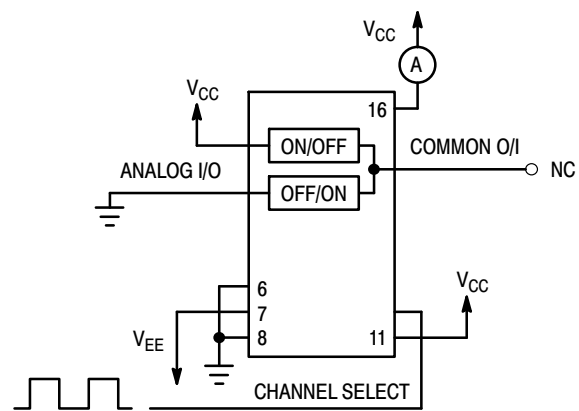 VCC
A
VCC
16
ON/OFF
COMMON O/I
ANALOG I/O
NC
OFF/ON
VCC
6
7
8
11
VEE
CHANNEL SELECT